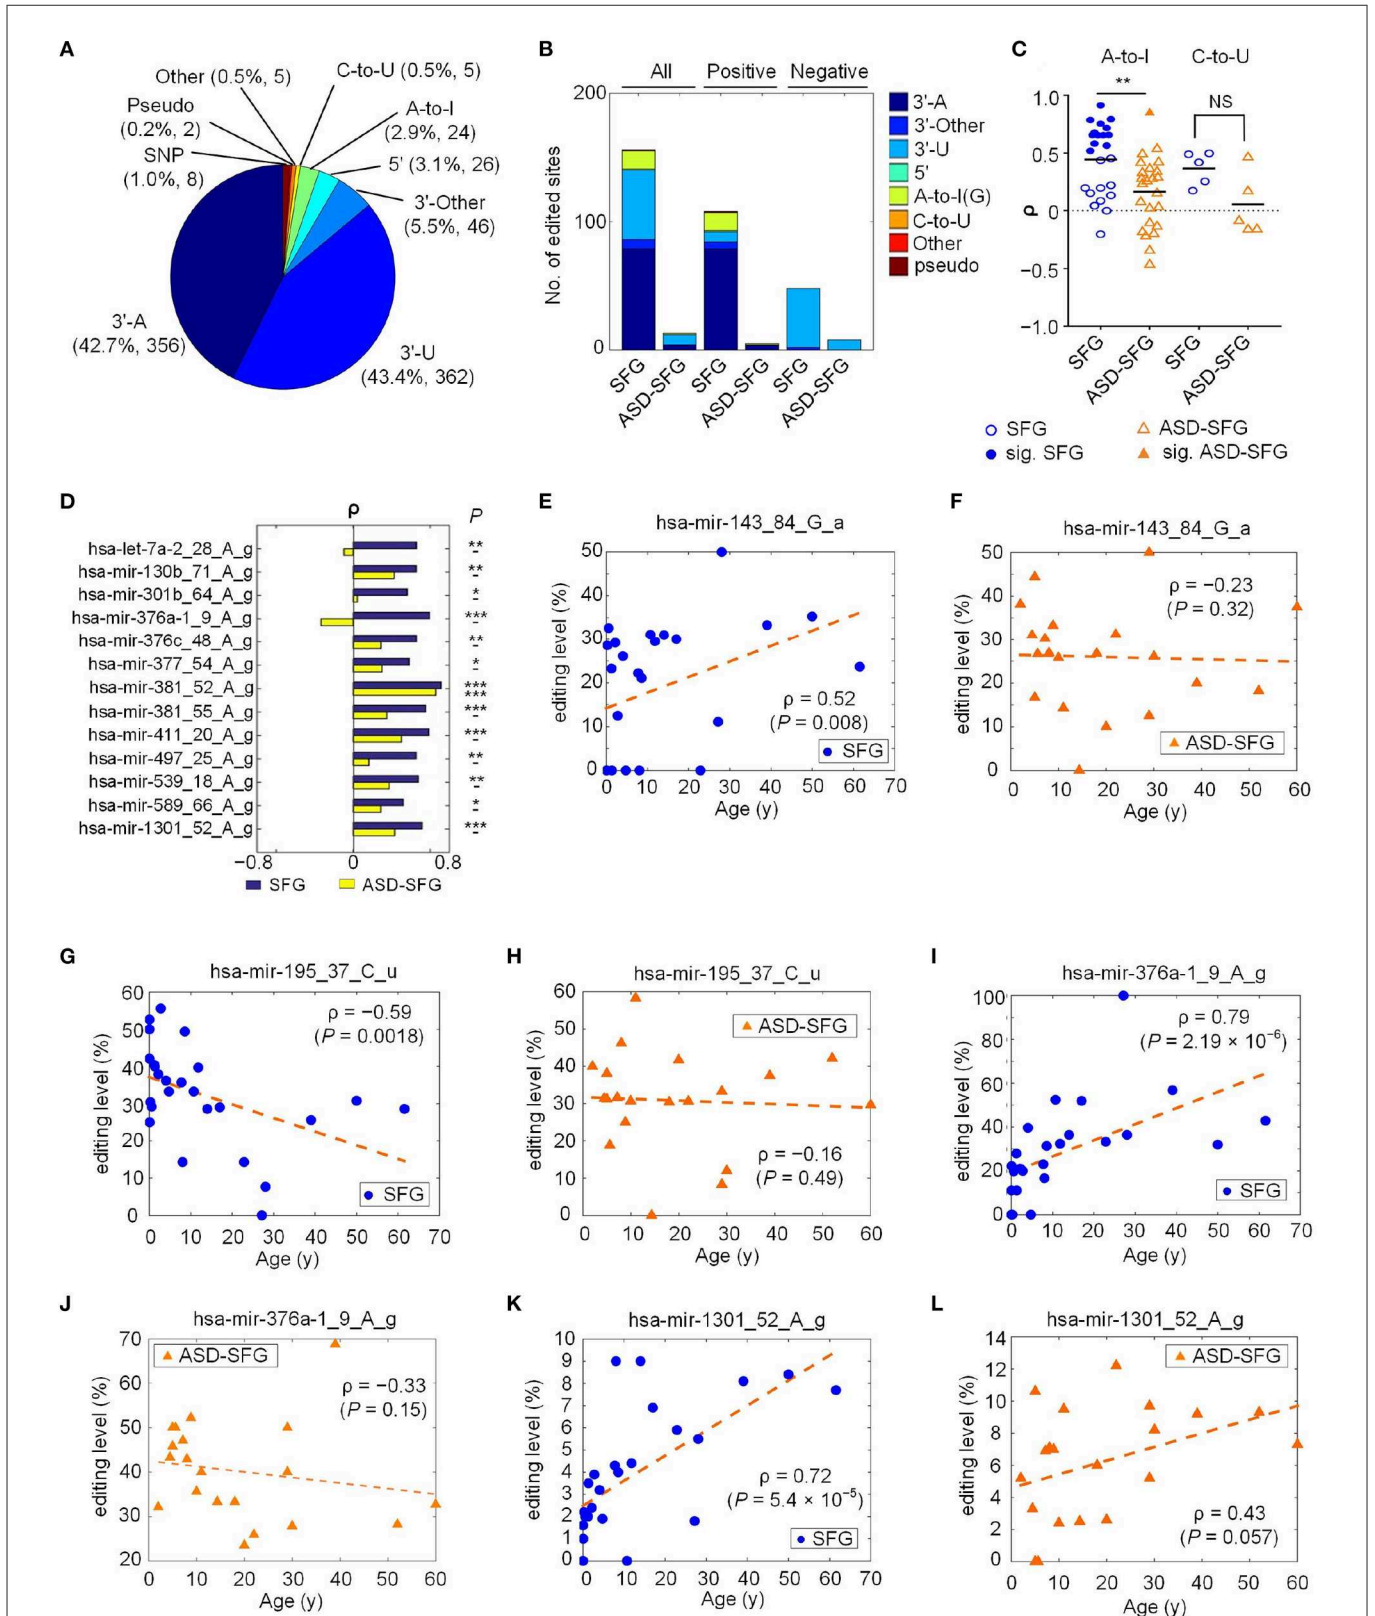 A
Other (0.5%, 5)
C-to-U (0.5%, 5)
Pseudo
(0.2%, 2)
A-to-I
(2.9%, 24)
SNP
(1.0%, 8)
5' (3.1%, 26)
3'-Other
(5.5%, 46)
3'-A
(42.7%, 356)
3'-U
(43.4%, 362)
B
All Positive Negative
No. of edited sites
200
100
0
SFG ASD-SFG SFG ASD-SFG SFG ASD-SFG
3'-A
3'-Other
3'-U
5'
A-to-I(G)
C-to-U
Other
pseudo
C
A-to-I C-to-U
** NS
ρ
1.0
0.5
0
−0.5
−1.0
SFG ASD-SFG SFG ASD-SFG
SFG ASD-SFG
sig. SFG sig. ASD-SFG
D
ρ P
hsa-let-7a-2_28_A_g ** -
hsa-mir-130b_71_A_g ** -
hsa-mir-301b_64_A_g * -
hsa-mir-376a-1_9_A_g *** -
hsa-mir-376c_48_A_g ** -
hsa-mir-377_54_A_g * -
hsa-mir-381_52_A_g *** ***
hsa-mir-381_55_A_g *** -
hsa-mir-411_20_A_g *** -
hsa-mir-497_25_A_g ** -
hsa-mir-539_18_A_g ** -
hsa-mir-589_66_A_g * -
hsa-mir-1301_52_A_g *** -
−0.8 0 0.8
SFG ASD-SFG
E
hsa-mir-143_84_G_a
editing level (%)
50
40
30
20
10
0
ρ = 0.52
(P = 0.008)
SFG
0 10 20 30 40 50 60 70
Age (y)
F
hsa-mir-143_84_G_a
editing level (%)
50
40
30
20
10
0
ρ = −0.23
(P = 0.32)
ASD-SFG
0 10 20 30 40 50 60
Age (y)
G
hsa-mir-195_37_C_u
editing level (%)
60
50
40
30
20
10
0
ρ = −0.59
(P = 0.0018)
SFG
0 10 20 30 40 50 60 70
Age (y)
H
hsa-mir-195_37_C_u
editing level (%)
60
50
40
30
20
10
0
ASD-SFG
ρ = −0.16
(P = 0.49)
0 10 20 30 40 50 60
Age (y)
I
hsa-mir-376a-1_9_A_g
editing level (%)
100
80
60
40
20
0
ρ = 0.79
(P = 2.19 × 10⁻⁶)
SFG
0 10 20 30 40 50 60 70
Age (y)
J
hsa-mir-376a-1_9_A_g
editing level (%)
70
60
50
40
30
20
ASD-SFG
ρ = −0.33
(P = 0.15)
0 10 20 30 40 50 60
Age (y)
K
hsa-mir-1301_52_A_g
editing level (%)
9
8
7
6
5
4
3
2
1
0
ρ = 0.72
(P = 5.4 × 10⁻⁵)
SFG
0 10 20 30 40 50 60 70
Age (y)
L
hsa-mir-1301_52_A_g
editing level (%)
14
12
10
8
6
4
2
0
ASD-SFG
ρ = 0.43
(P = 0.057)
0 10 20 30 40 50 60
Age (y)